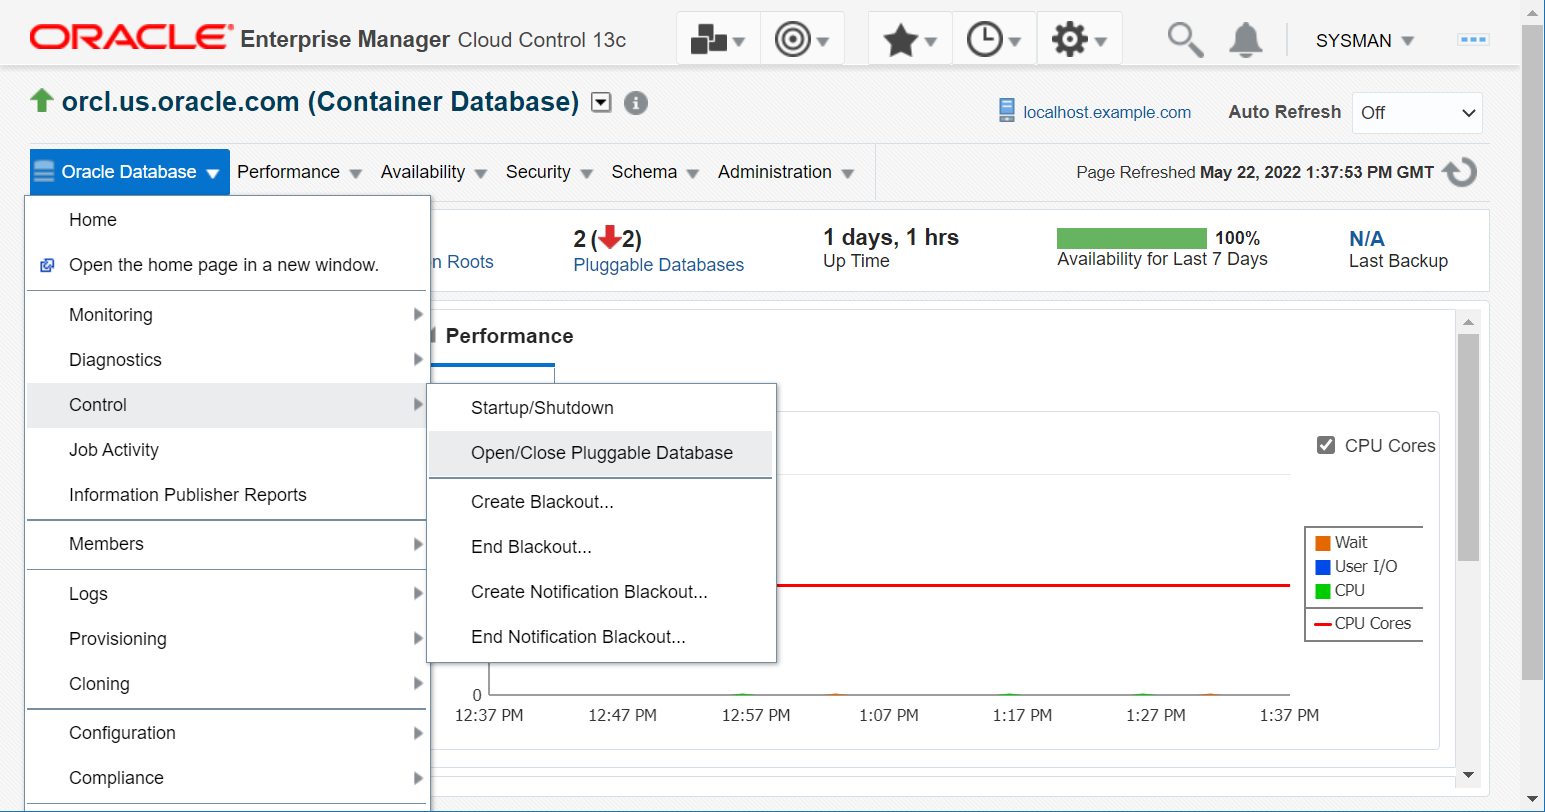 ORACLE Enterprise Manager Cloud Control 13c
SYSMAN
orcl.us.oracle.com (Container Database)
localhost.example.com
Auto Refresh Off
Oracle Database Performance Availability Security Schema Administration
Page Refreshed May 22, 2022 1:37:53 PM GMT
Home
Open the home page in a new window.
Monitoring
Diagnostics
Control
Job Activity
Information Publisher Reports
Members
Logs
Provisioning
Cloning
Configuration
Compliance
Startup/Shutdown
Open/Close Pluggable Database
Create Blackout...
End Blackout...
Create Notification Blackout...
End Notification Blackout...
n Roots
2 (2)
Pluggable Databases
1 days, 1 hrs
Up Time
100%
Availability for Last 7 Days
N/A
Last Backup
Performance
CPU Cores
Wait
User I/O
CPU
CPU Cores
0
12:37 PM 12:47 PM 12:57 PM 1:07 PM 1:17 PM 1:27 PM 1:37 PM